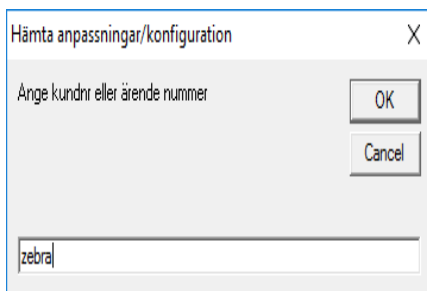 Hämta anpassningar/konfiguration
Ange kundnr eller ärende nummer
OK
Cancel
zebra